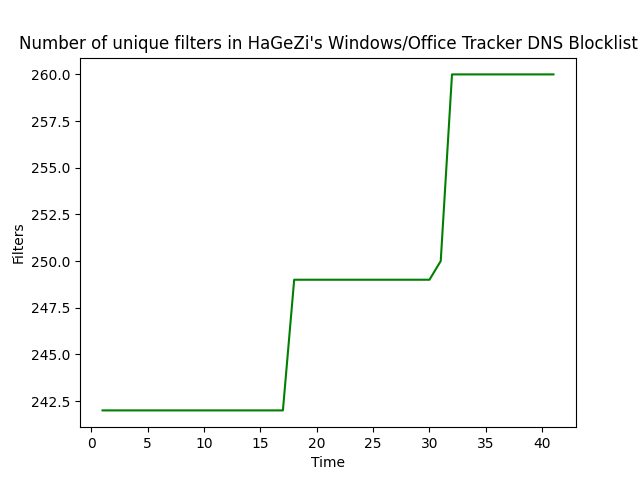 Number of unique filters in HaGeZi's Windows/Office Tracker DNS Blocklist
260.0
257.5
255.0
252.5
250.0
247.5
245.0
242.5
Filters
0 5 10 15 20 25 30 35 40
Time